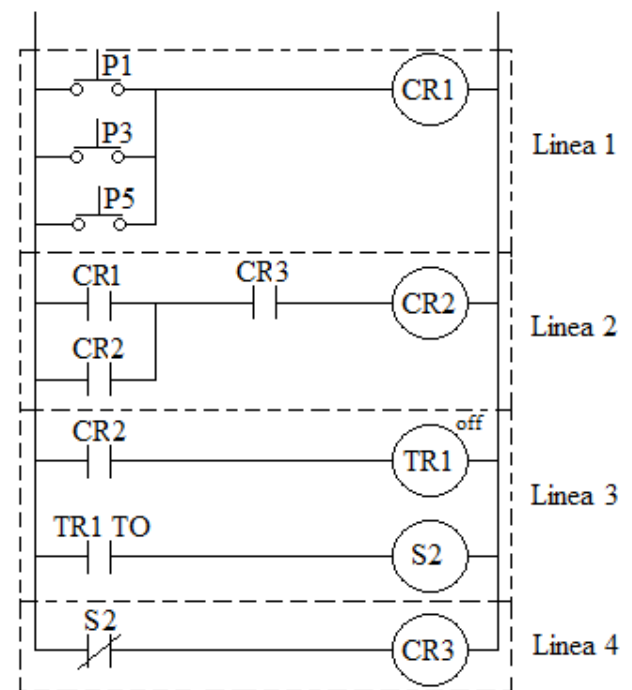 P1
CR1
P3
Linea 1
P5
CR1
CR3
CR2
Linea 2
CR2
CR2
off
TR1
Linea 3
TR1 TO
S2
S2
CR3
Linea 4